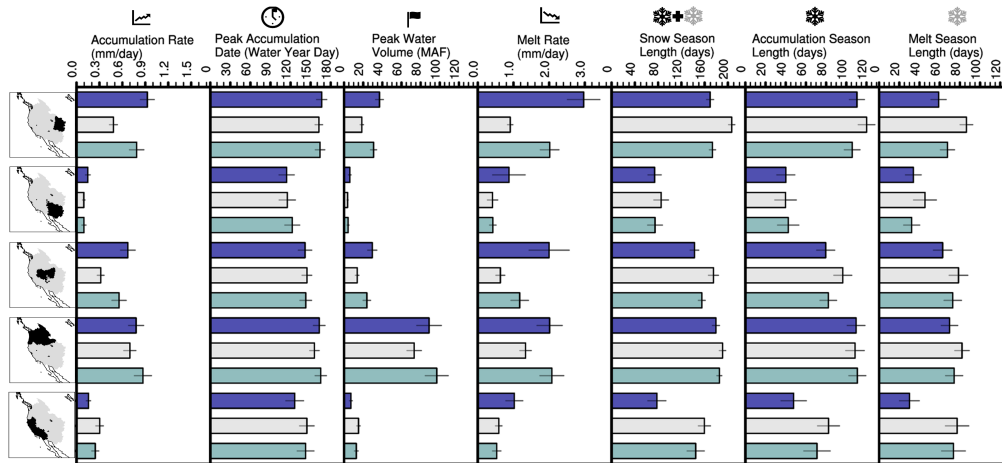 Accumulation Rate
(mm/day)
0.0 0.3 0.6 0.9 1.2 1.5
Peak Accumulation
Date (Water Year Day)
0 30 60 90 120 150 180
Peak Water
Volume (MAF)
0 20 40 60 80 100 120
Melt Rate
(mm/day)
1.0 2.0 3.0
Snow Season
Length (days)
0 40 80 120 160 200
Accumulation Season
Length (days)
0 20 40 60 80 100 120
Melt Season
Length (days)
0 20 40 60 80 100 120